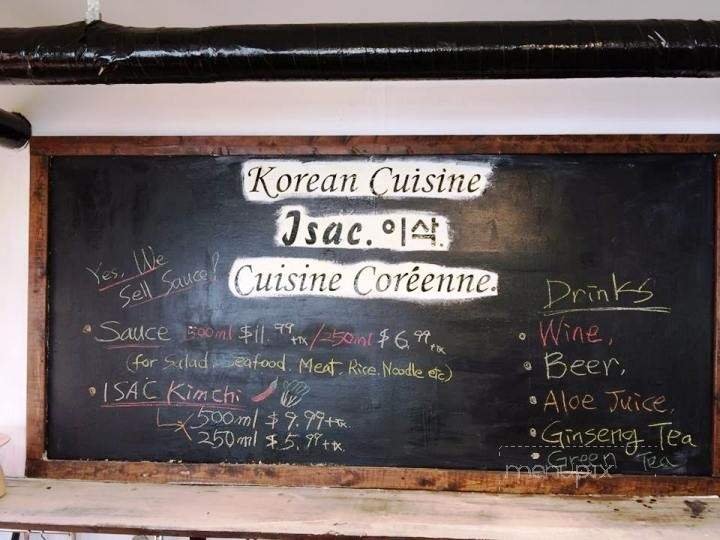 Korean Cuisine
Isac. 이삭.
Cuisine Coréenne.
Yes, We
Sell Sauce!
Sauce 500ml $11.99+tx / 250ml $6.99+tx
(for Salad, Seafood, Meat, Rice, Noodle etc)
ISAC Kimchi
500ml $9.99+tx.
250ml $5.99+tx.
Drinks
Wine,
Beer,
Aloe Juice,
Ginseng Tea
Green Tea
menupix